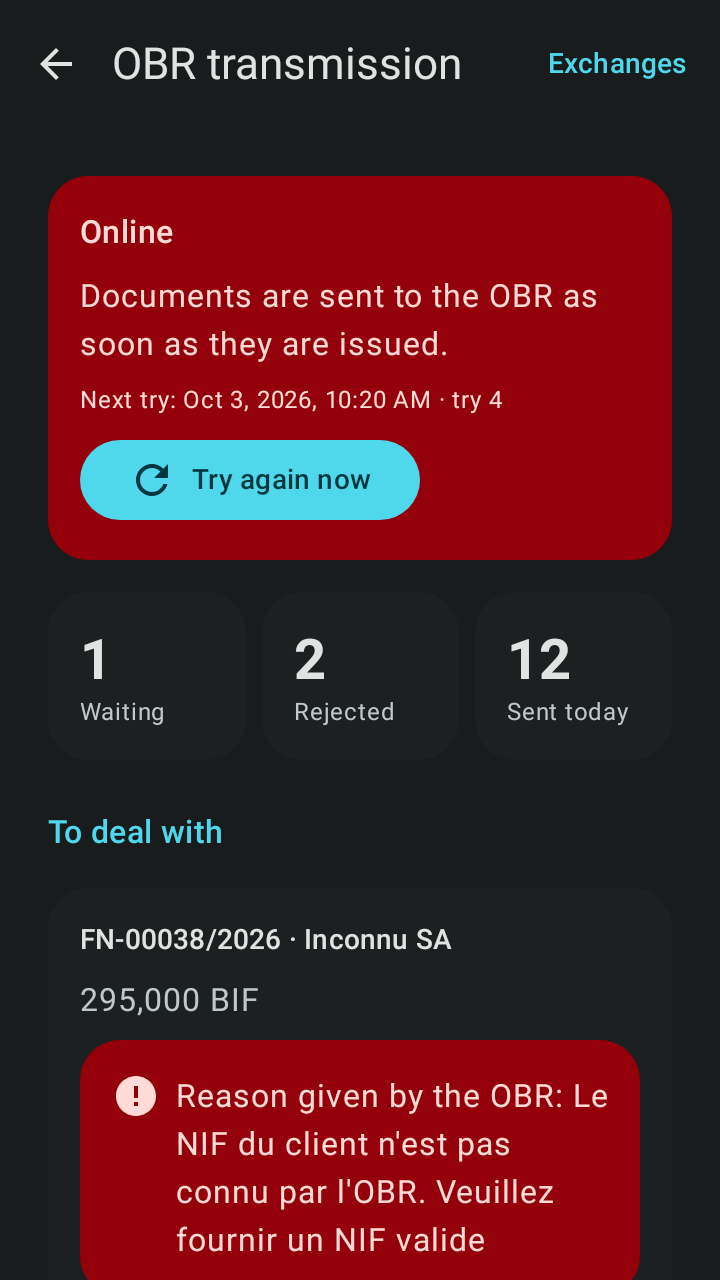 OBR transmission
Exchanges
Online
Documents are sent to the OBR as
soon as they are issued.
Next try: Oct 3, 2026, 10:20 AM · try 4
Try again now
1
Waiting
2
Rejected
12
Sent today
To deal with
FN-00038/2026 · Inconnu SA
295,000 BIF
Reason given by the OBR: Le
NIF du client n'est pas
connu par l'OBR. Veuillez
fournir un NIF valide